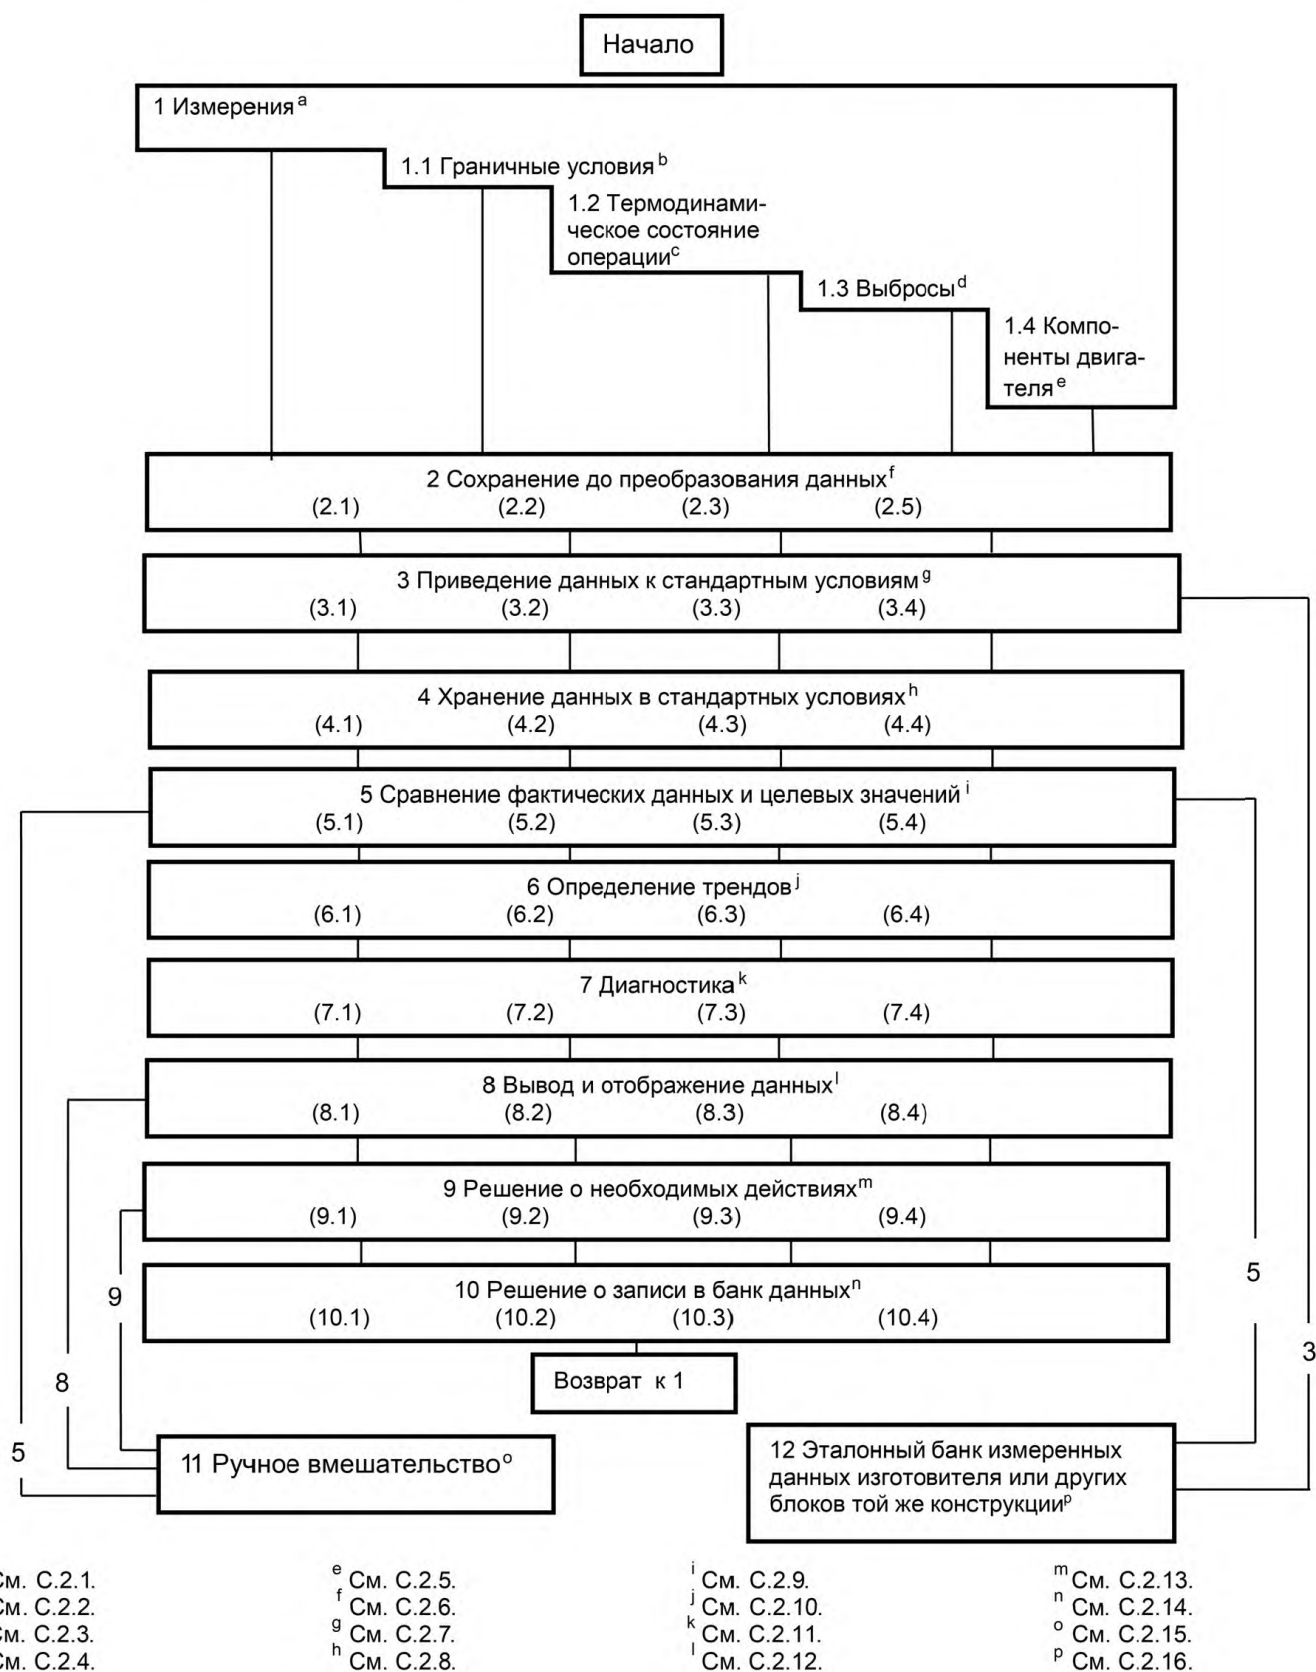 Начало
1 Измерения a
1.1 Граничные условия b
1.2 Термодинами-
ческое состояние
операции c
1.3 Выбросы d
1.4 Компо-
ненты двига-
теля e
2 Сохранение до преобразования данных f
(2.1) (2.2) (2.3) (2.5)
3 Приведение данных к стандартным условиям g
(3.1) (3.2) (3.3) (3.4)
4 Хранение данных в стандартных условиях h
(4.1) (4.2) (4.3) (4.4)
5 Сравнение фактических данных и целевых значений i
(5.1) (5.2) (5.3) (5.4)
6 Определение трендов j
(6.1) (6.2) (6.3) (6.4)
7 Диагностика k
(7.1) (7.2) (7.3) (7.4)
8 Вывод и отображение данных l
(8.1) (8.2) (8.3) (8.4)
9 Решение о необходимых действиях m
(9.1) (9.2) (9.3) (9.4)
10 Решение о записи в банк данных n
(10.1) (10.2) (10.3) (10.4)
Возврат к 1
9
8
5
5
3
11 Ручное вмешательство o
12 Эталонный банк измеренных
данных изготовителя или других
блоков той же конструкции p
См. С.2.1.
См. С.2.2.
См. С.2.3.
См. С.2.4.
e См. С.2.5.
f См. С.2.6.
g См. С.2.7.
h См. С.2.8.
i См. С.2.9.
j См. С.2.10.
k См. С.2.11.
l См. С.2.12.
m См. С.2.13.
n См. С.2.14.
o См. С.2.15.
p См. С.2.16.